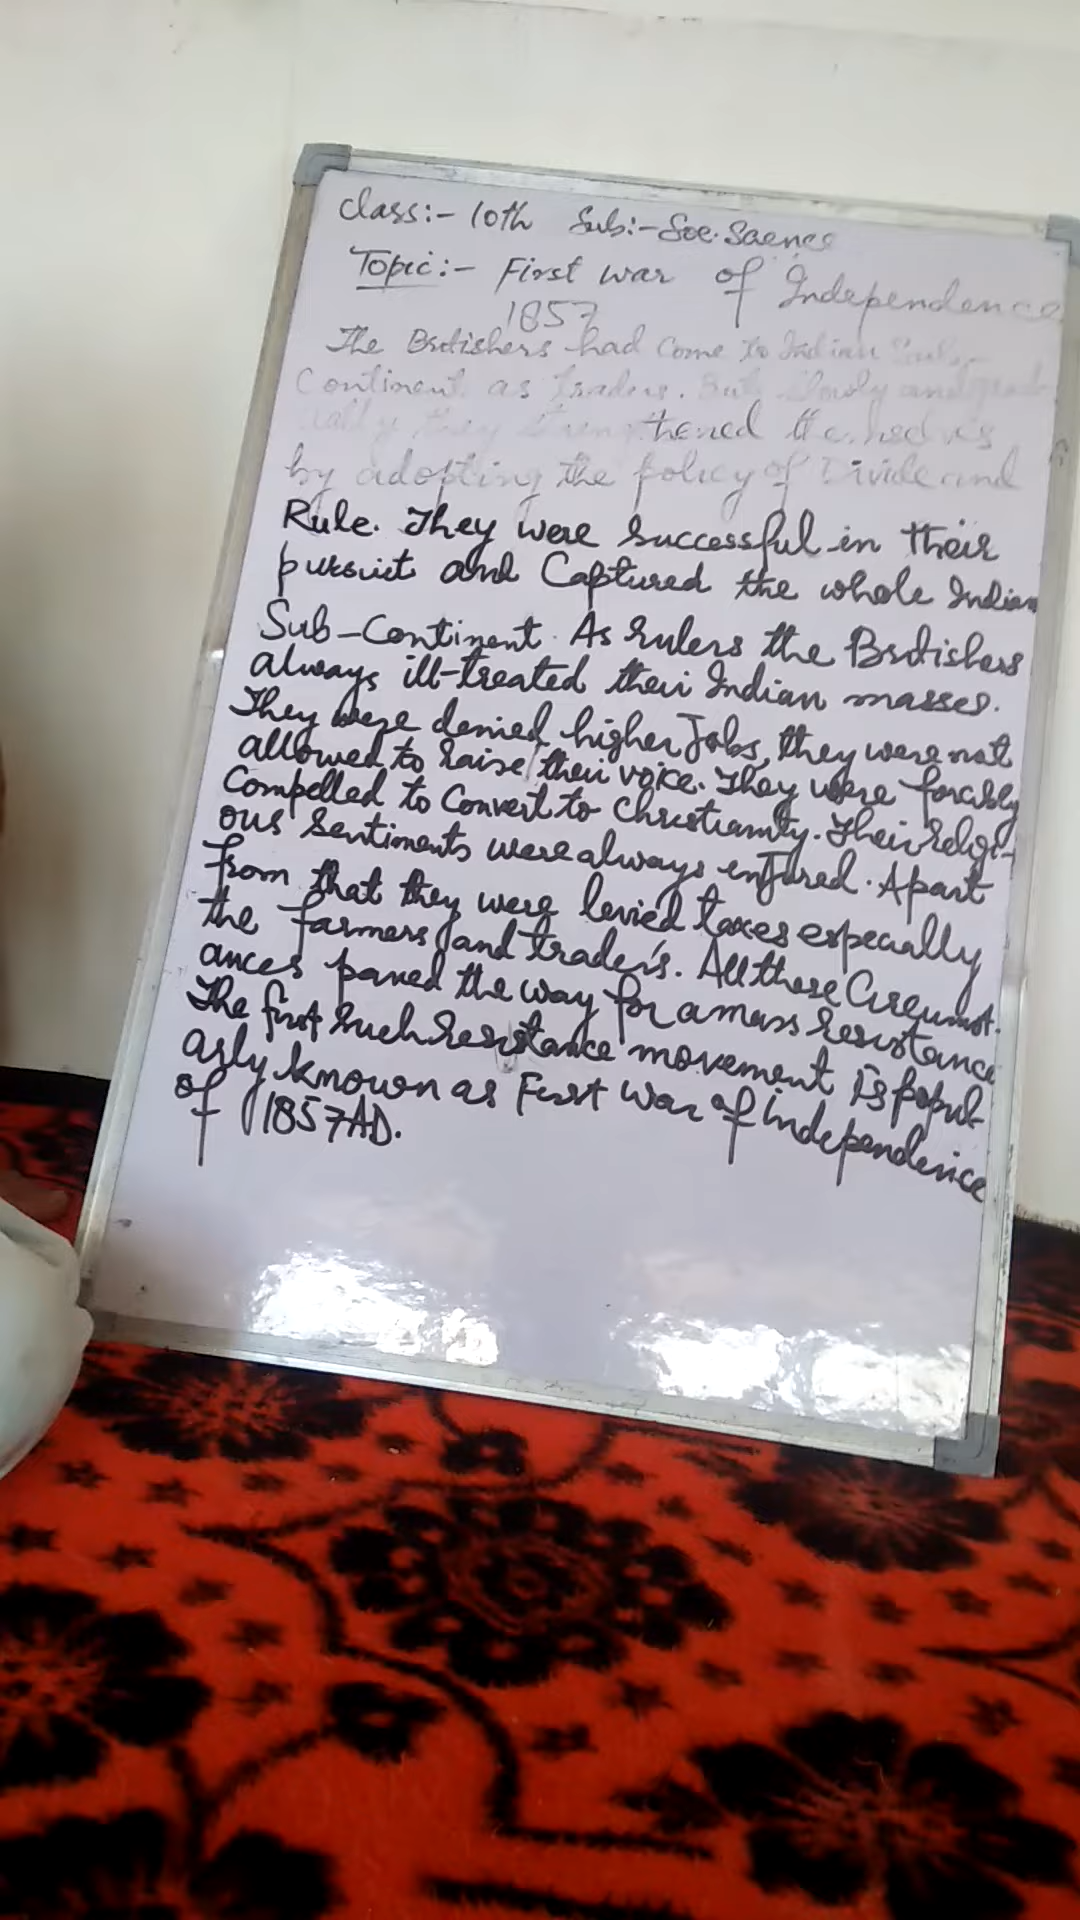 Class:- 10th Sub:- Soc. Science
Topic:- First war of Independence
1857
The Britishers had Come to Indian Sub-
Continent as traders. But slowly and grad
ually they strengthened themselves
by adopting the policy of Divide and
Rule. They were Successful in their
pursuit and Captured the whole Indian
Sub-Continent. As rulers the Britishers
always ill-treated their Indian masses.
They were denied higher Jobs, they were not
allowed to raise their voice. They were forcibly
Compelled to Convert to Christianity. Their religi-
ous Sentiments were always enjured. Apart
from that they were levied taxes especially
the farmers and trader's. All these Circumst-
ances paved the way for a mass resistance
The first Such resistance movement is popul-
arly known as First War of independence
of 1857AD.